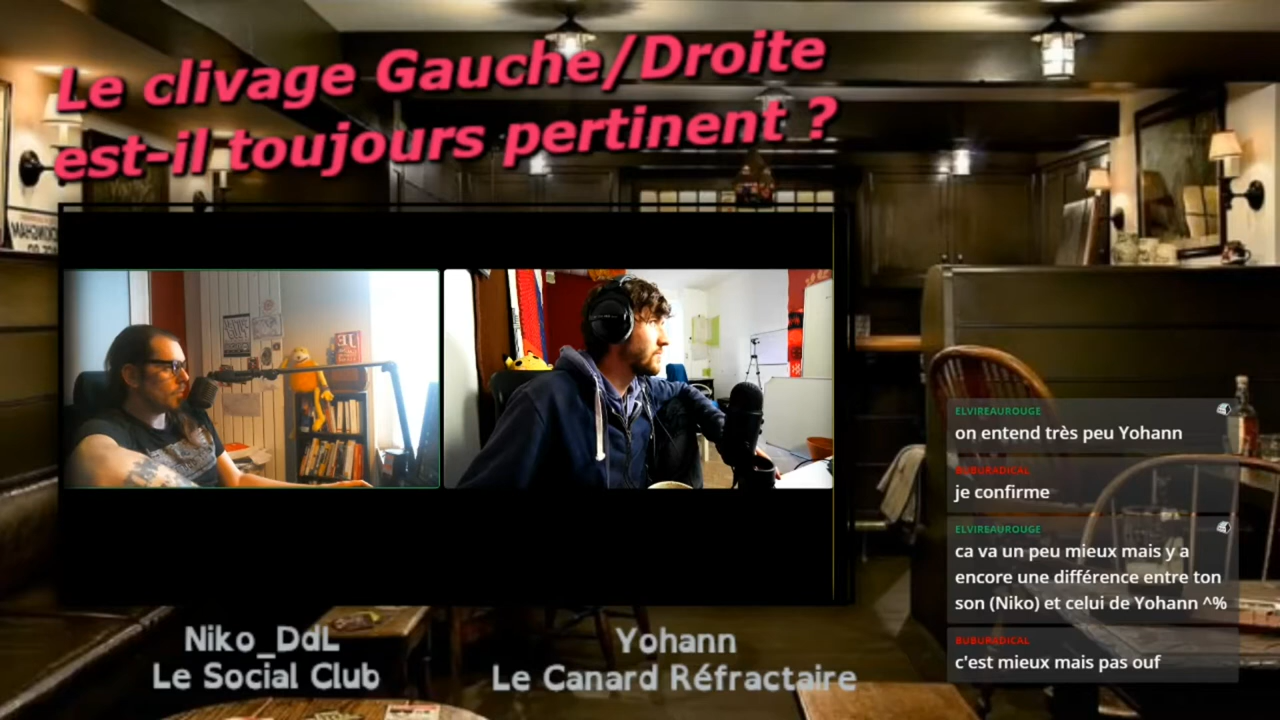 Le clivage Gauche/Droite
est-il toujours pertinent ?
JE
Niko_DdL
Le Social Club
Yohann
Le Canard Réfractaire
ELVIREAUROUGE
on entend très peu Yohann
BUBURADICAL
je confirme
ELVIREAUROUGE
ca va un peu mieux mais y a
encore une différence entre ton
son (Niko) et celui de Yohann ^%
BUBURADICAL
c'est mieux mais pas ouf